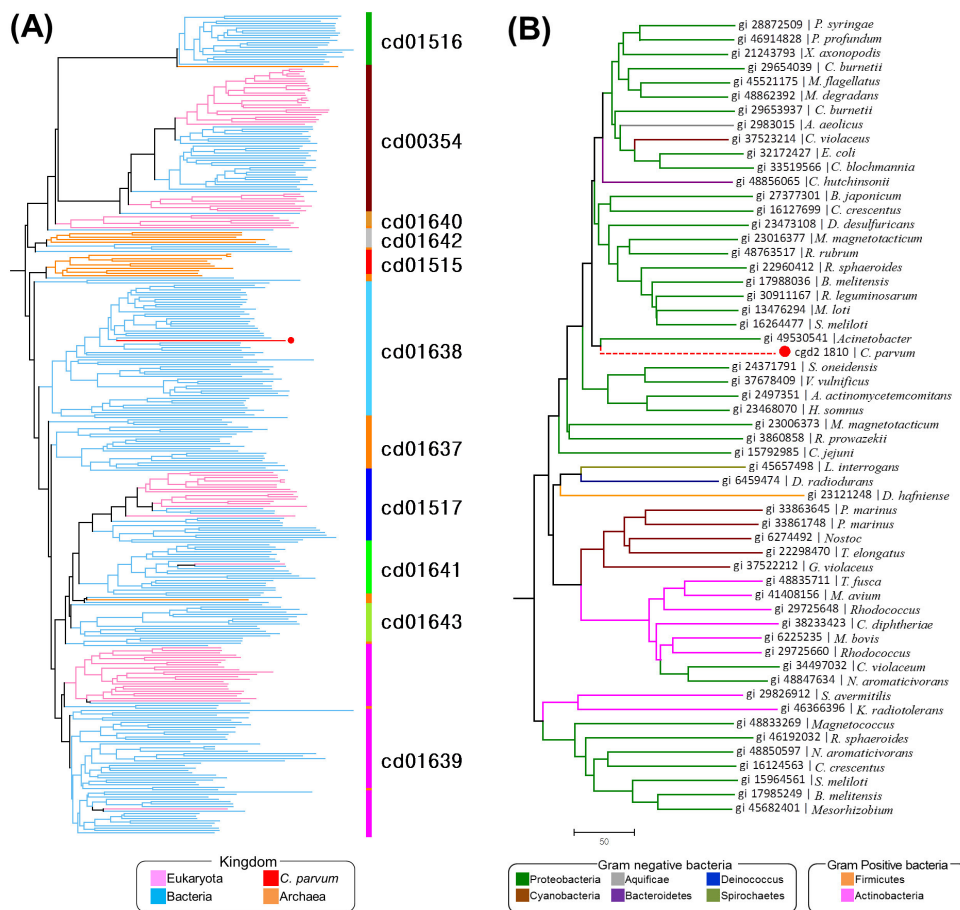 (A)
cd01516
cd00354
cd01640
cd01642
cd01515
cd01638
cd01637
cd01517
cd01641
cd01643
cd01639
Kingdom
Eukaryota
C. parvum
Bacteria
Archaea
(B)
gi 28872509 | P. syringae
gi 46914828 | P. profundum
gi 21243793 | X. axonopodis
gi 29654039 | C. burnetii
gi 45521175 | M. flagellatus
gi 48862392 | M. degradans
gi 29653937 | C. burnetii
gi 2983015 | A. aeolicus
gi 37523214 | C. violaceus
gi 32172427 | E. coli
gi 33519566 | C. blochmannia
gi 48856065 | C. hutchinsonii
gi 27377301 | B. japonicum
gi 16127699 | C. crescentus
gi 23473108 | D. desulfuricans
gi 23016377 | M. magnetotacticum
gi 48763517 | R. rubrum
gi 22960412 | R. sphaeroides
gi 17988036 | B. melitensis
gi 30911167 | R. leguminosarum
gi 13476294 | M. loti
gi 16264477 | S. meliloti
gi 49530541 | Acinetobacter
cgd2 1810 | C. parvum
gi 24371791 | S. oneidensis
gi 37678409 | V. vulnificus
gi 2497351 | A. actinomycetemcomitans
gi 23468070 | H. somnus
gi 23006373 | M. magnetotacticum
gi 3860858 | R. prowazekii
gi 15792985 | C. jejuni
gi 45657498 | L. interrogans
gi 6459474 | D. radiodurans
gi 23121248 | D. hafniense
gi 33863645 | P. marinus
gi 33861748 | P. marinus
gi 6274492 | Nostoc
gi 22298470 | T. elongatus
gi 37522212 | G. violaceus
gi 48835711 | T. fusca
gi 41408156 | M. avium
gi 29725648 | Rhodococcus
gi 38233423 | C. diphtheriae
gi 6225235 | M. bovis
gi 29725660 | Rhodococcus
gi 34497032 | C. violaceum
gi 48847634 | N. aromaticivorans
gi 29826912 | S. avermitilis
gi 46366396 | K. radiotolerans
gi 48833269 | Magnetococcus
gi 46192032 | R. sphaeroides
gi 48850597 | N. aromaticivorans
gi 16124563 | C. crescentus
gi 15964561 | S. meliloti
gi 17985249 | B. melitensis
gi 45682401 | Mesorhizobium
50
Gram negative bacteria
Proteobacteria
Aquificae
Deinococcus
Cyanobacteria
Bacteroidetes
Spirochaetes
Gram Positive bacteria
Firmicutes
Actinobacteria